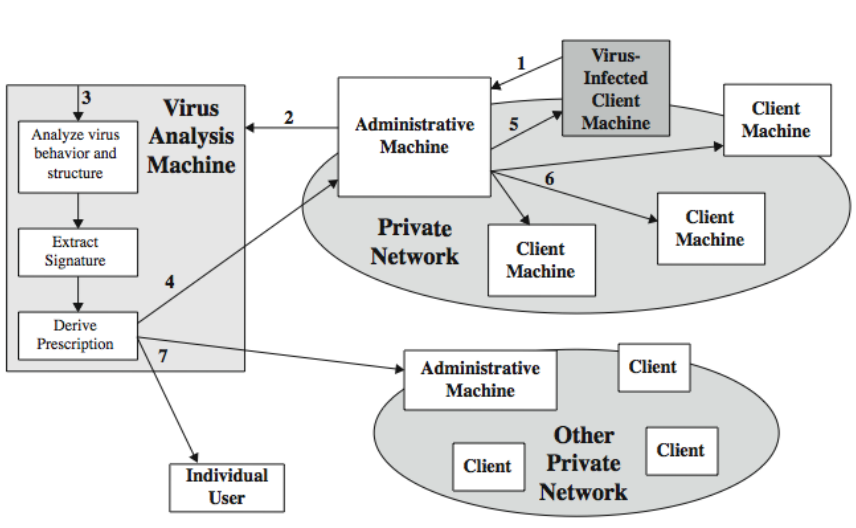 3
Virus
Analysis
Machine
Analyze virus
behavior and
structure
Extract
Signature
Derive
Prescription
2
4
7
Administrative
Machine
1
5
6
Virus-
Infected
Client
Machine
Client
Machine
Client
Machine
Client
Machine
Private
Network
Individual
User
Administrative
Machine
Client
Client
Client
Other
Private
Network